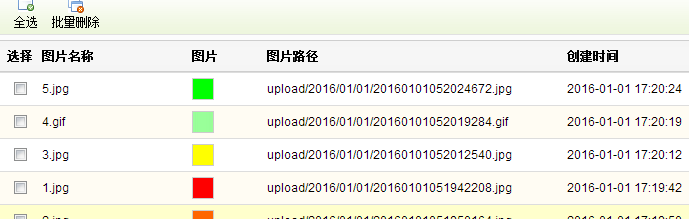 全选 批量删除
选择 图片名称 图片 图片路径 创建时间
5.jpg upload/2016/01/01/20160101052024672.jpg 2016-01-01 17:20:24
4.gif upload/2016/01/01/20160101052019284.gif 2016-01-01 17:20:19
3.jpg upload/2016/01/01/20160101052012540.jpg 2016-01-01 17:20:12
1.jpg upload/2016/01/01/20160101051942208.jpg 2016-01-01 17:19:42